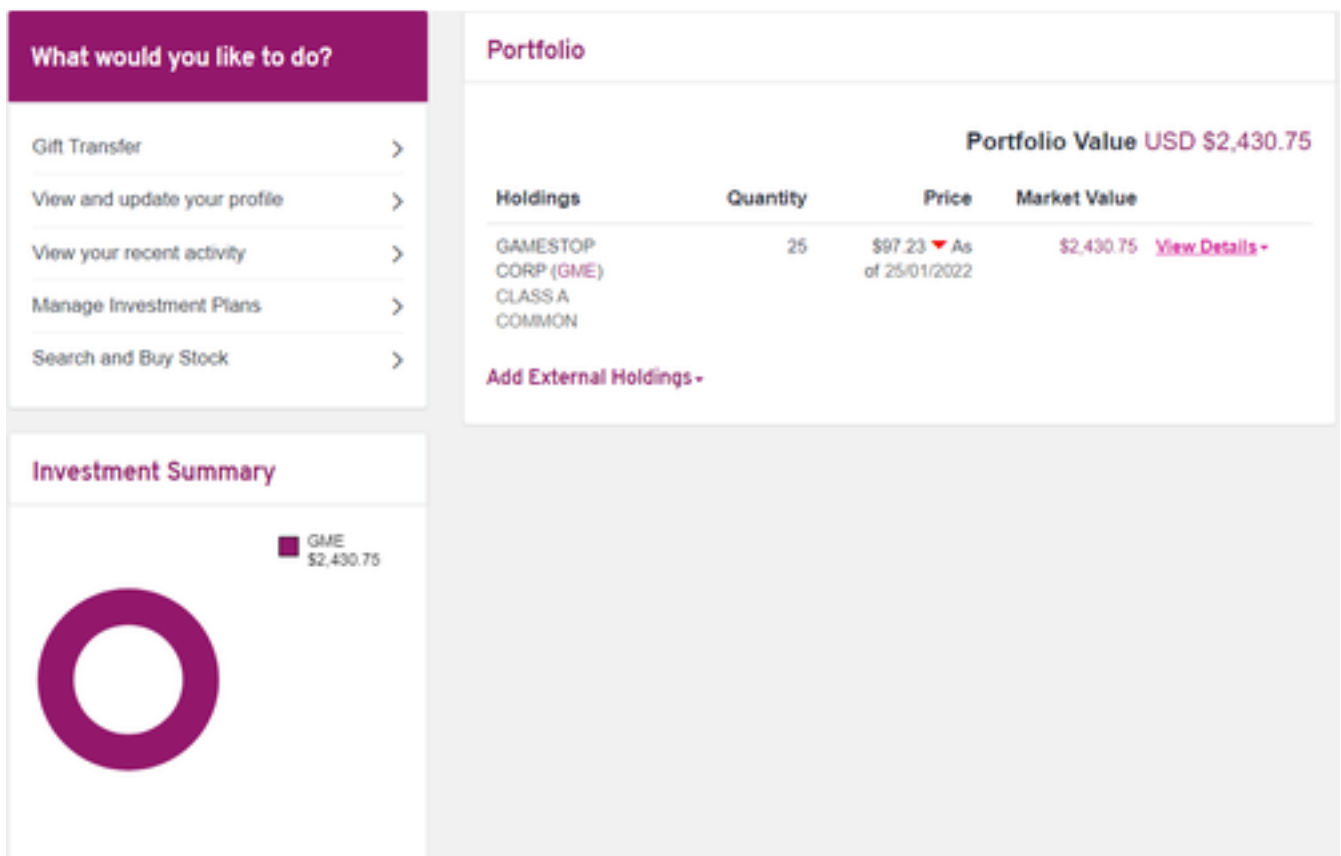 What would you like to do?
Gift Transfer
View and update your profile
View your recent activity
Manage Investment Plans
Search and Buy Stock
Portfolio
Portfolio Value USD $2,430.75
Holdings Quantity Price Market Value
GAMESTOP 25 $97.23 ▼ As $2,430.75 View Details
CORP (GME) of 25/01/2022
CLASS A
COMMON
Add External Holdings
Investment Summary
GME
$2,430.75